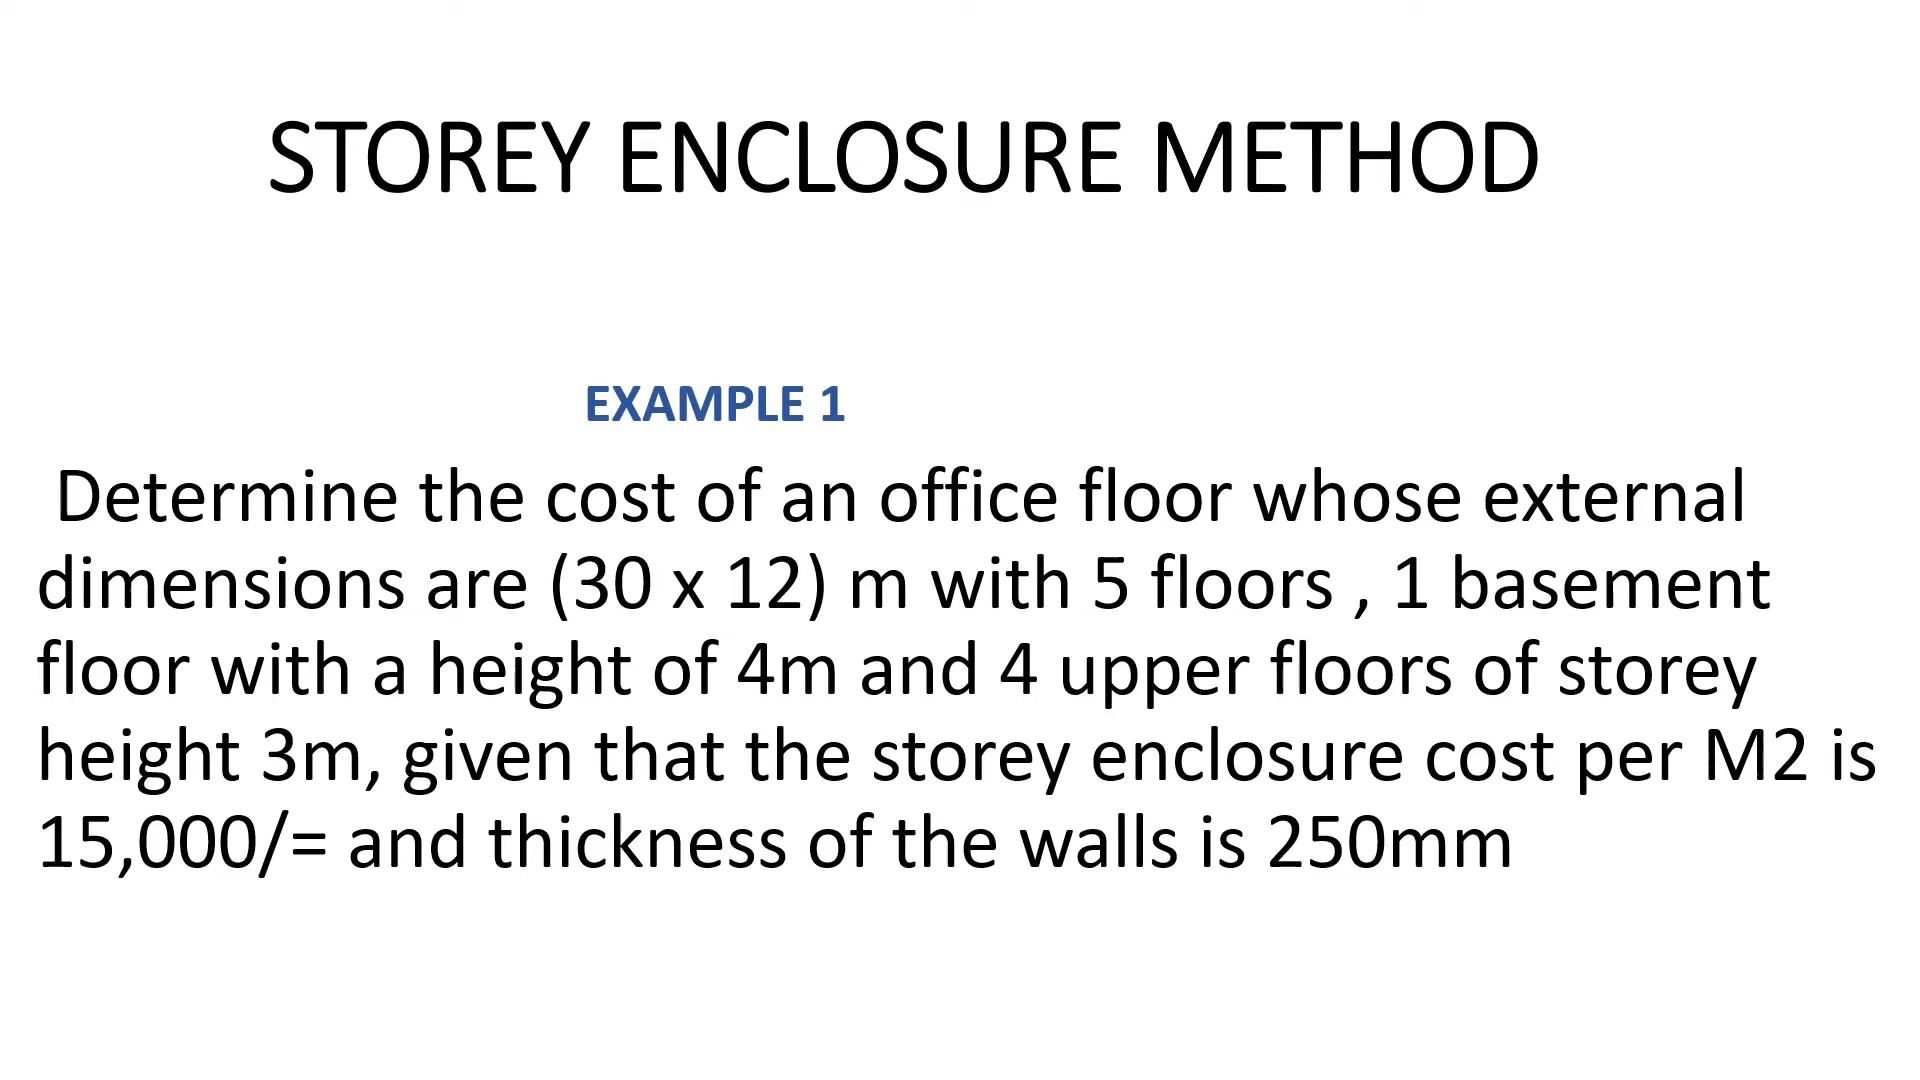 STOREY ENCLOSURE METHOD
EXAMPLE 1
Determine the cost of an office floor whose external
dimensions are (30 x 12) m with 5 floors , 1 basement
floor with a height of 4m and 4 upper floors of storey
height 3m, given that the storey enclosure cost per M2 is
15,000/= and thickness of the walls is 250mm